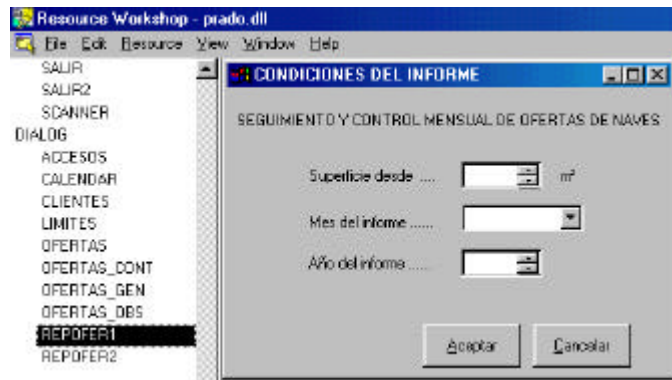 Resource Workshop - prado.dll
File Edit Resource View Window Help
SALIR
SALIR2
SCANNER
DIALOG
ACCESOS
CALENDAR
CLIENTES
LIMITES
OFERTAS
OFERTAS_CONT
OFERTAS_GEN
OFERTAS_OBS
REPOFER1
REPOFER2
CONDICIONES DEL INFORME
SEGUIMIENTO Y CONTROL MENSUAL DE OFERTAS DE NAVES
Superficie desde .... m²
Mes del informe ......
Año del informe ......
Aceptar Cancelar